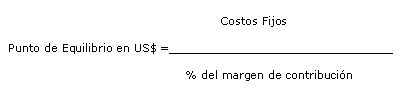 Costos Fijos
Punto de Equilibrio en US$ =
% del margen de contribución